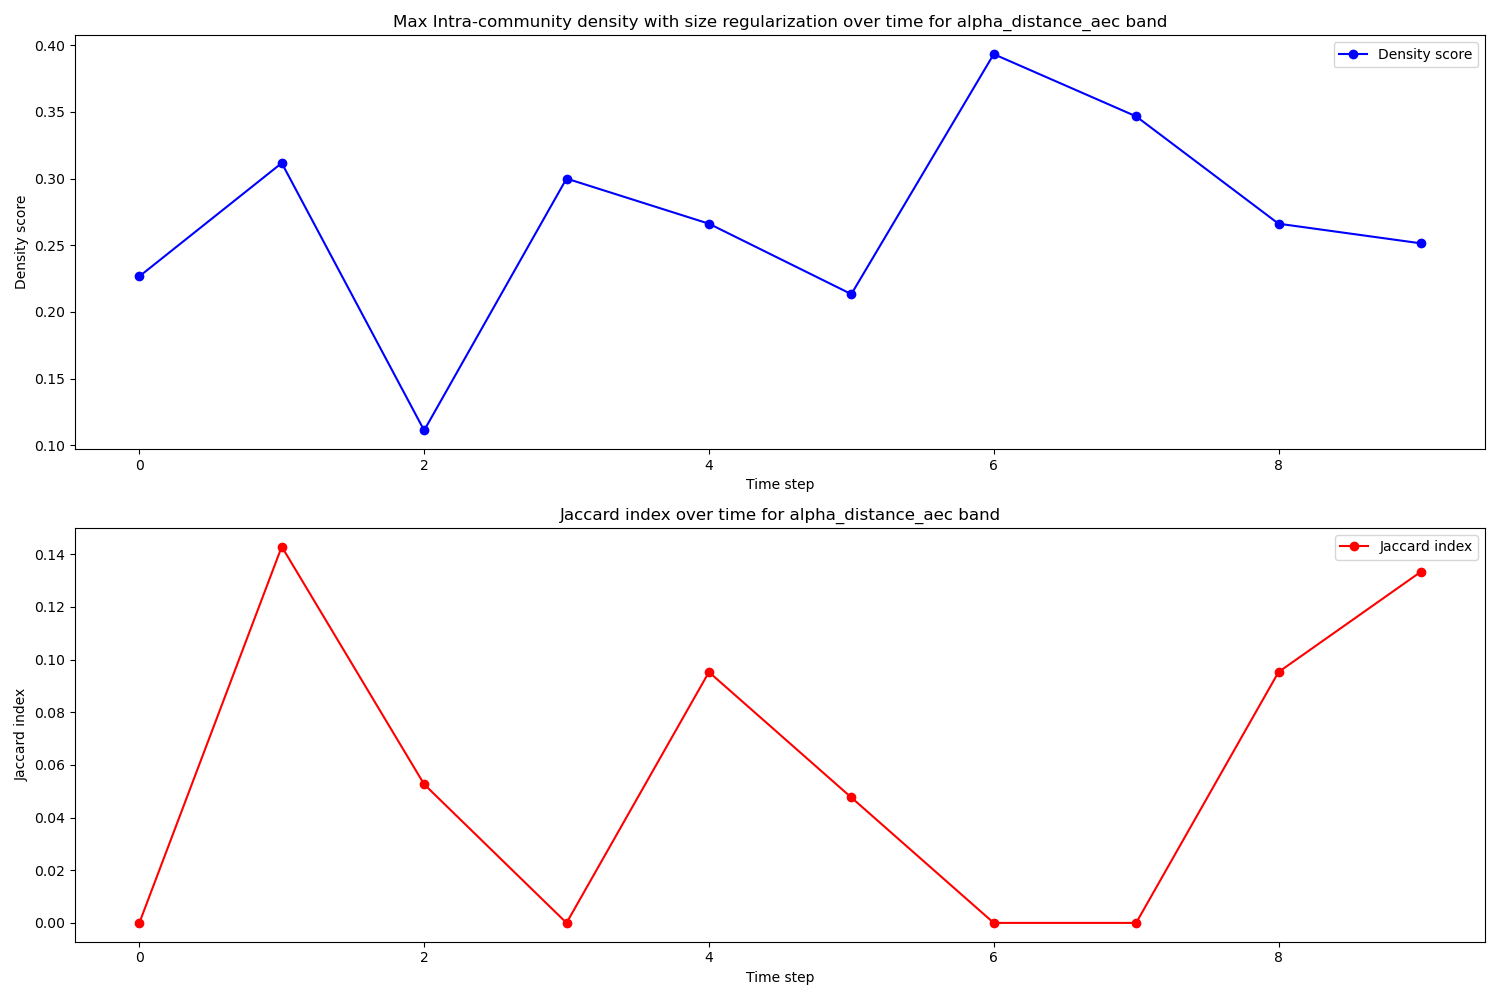 Max Intra-community density with size regularization over time for alpha_distance_aec band
Density score
0.40
0.35
0.30
0.25
0.20
0.15
0.10
Density score
0 2 4 6 8
Time step
Jaccard index over time for alpha_distance_aec band
Jaccard index
0.14
0.12
0.10
0.08
0.06
0.04
0.02
0.00
Jaccard index
0 2 4 6 8
Time step